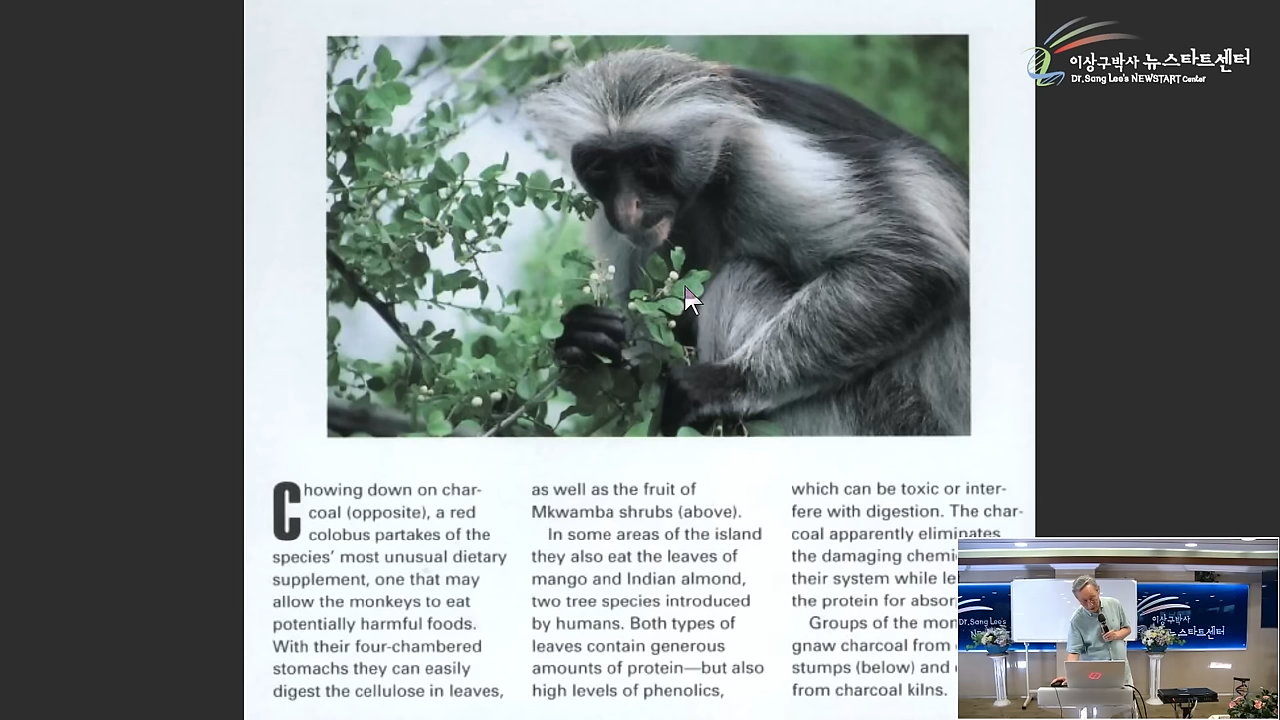 이상구박사 뉴스타트센터
Dr.Sang Lee's NEWSTART Center
Chowing down on char-
coal (opposite), a red
colobus partakes of the
species' most unusual dietary
supplement, one that may
allow the monkeys to eat
potentially harmful foods.
With their four-chambered
stomachs they can easily
digest the cellulose in leaves,
as well as the fruit of
Mkwamba shrubs (above).
In some areas of the island
they also eat the leaves of
mango and Indian almond,
two tree species introduced
by humans. Both types of
leaves contain generous
amounts of protein—but also
high levels of phenolics,
which can be toxic or inter-
fere with digestion. The char-
coal apparently eliminates
the damaging
their system while
the protein for
Groups of the
gnaw charcoal from
stumps (below) and
from charcoal kilns.
Dr.Sang Lee's
이상구박사
뉴스타트센터